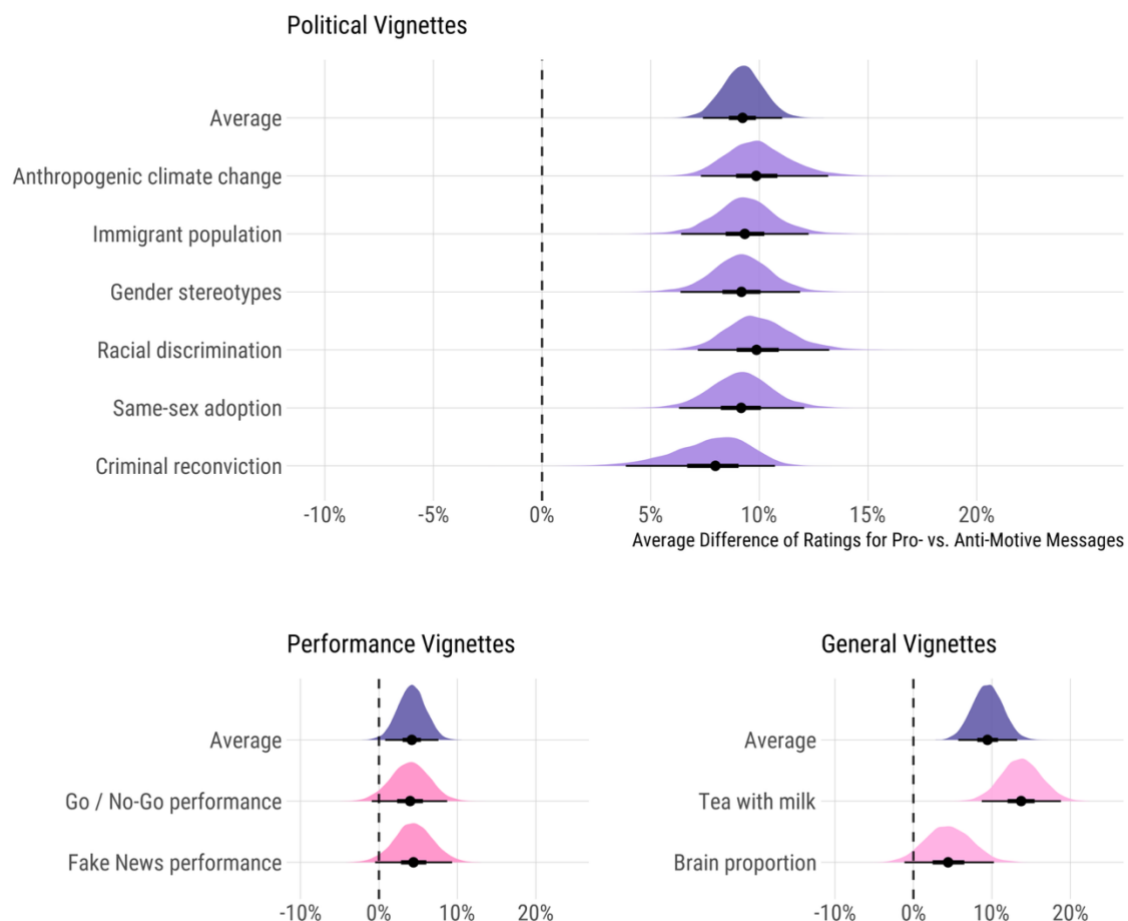 Political Vignettes
Average
Anthropogenic climate change
Immigrant population
Gender stereotypes
Racial discrimination
Same-sex adoption
Criminal reconviction
-10% -5% 0% 5% 10% 15% 20%
Average Difference of Ratings for Pro- vs. Anti-Motive Messages
Performance Vignettes
Average
Go / No-Go performance
Fake News performance
-10% 0% 10% 20%
General Vignettes
Average
Tea with milk
Brain proportion
-10% 0% 10% 20%